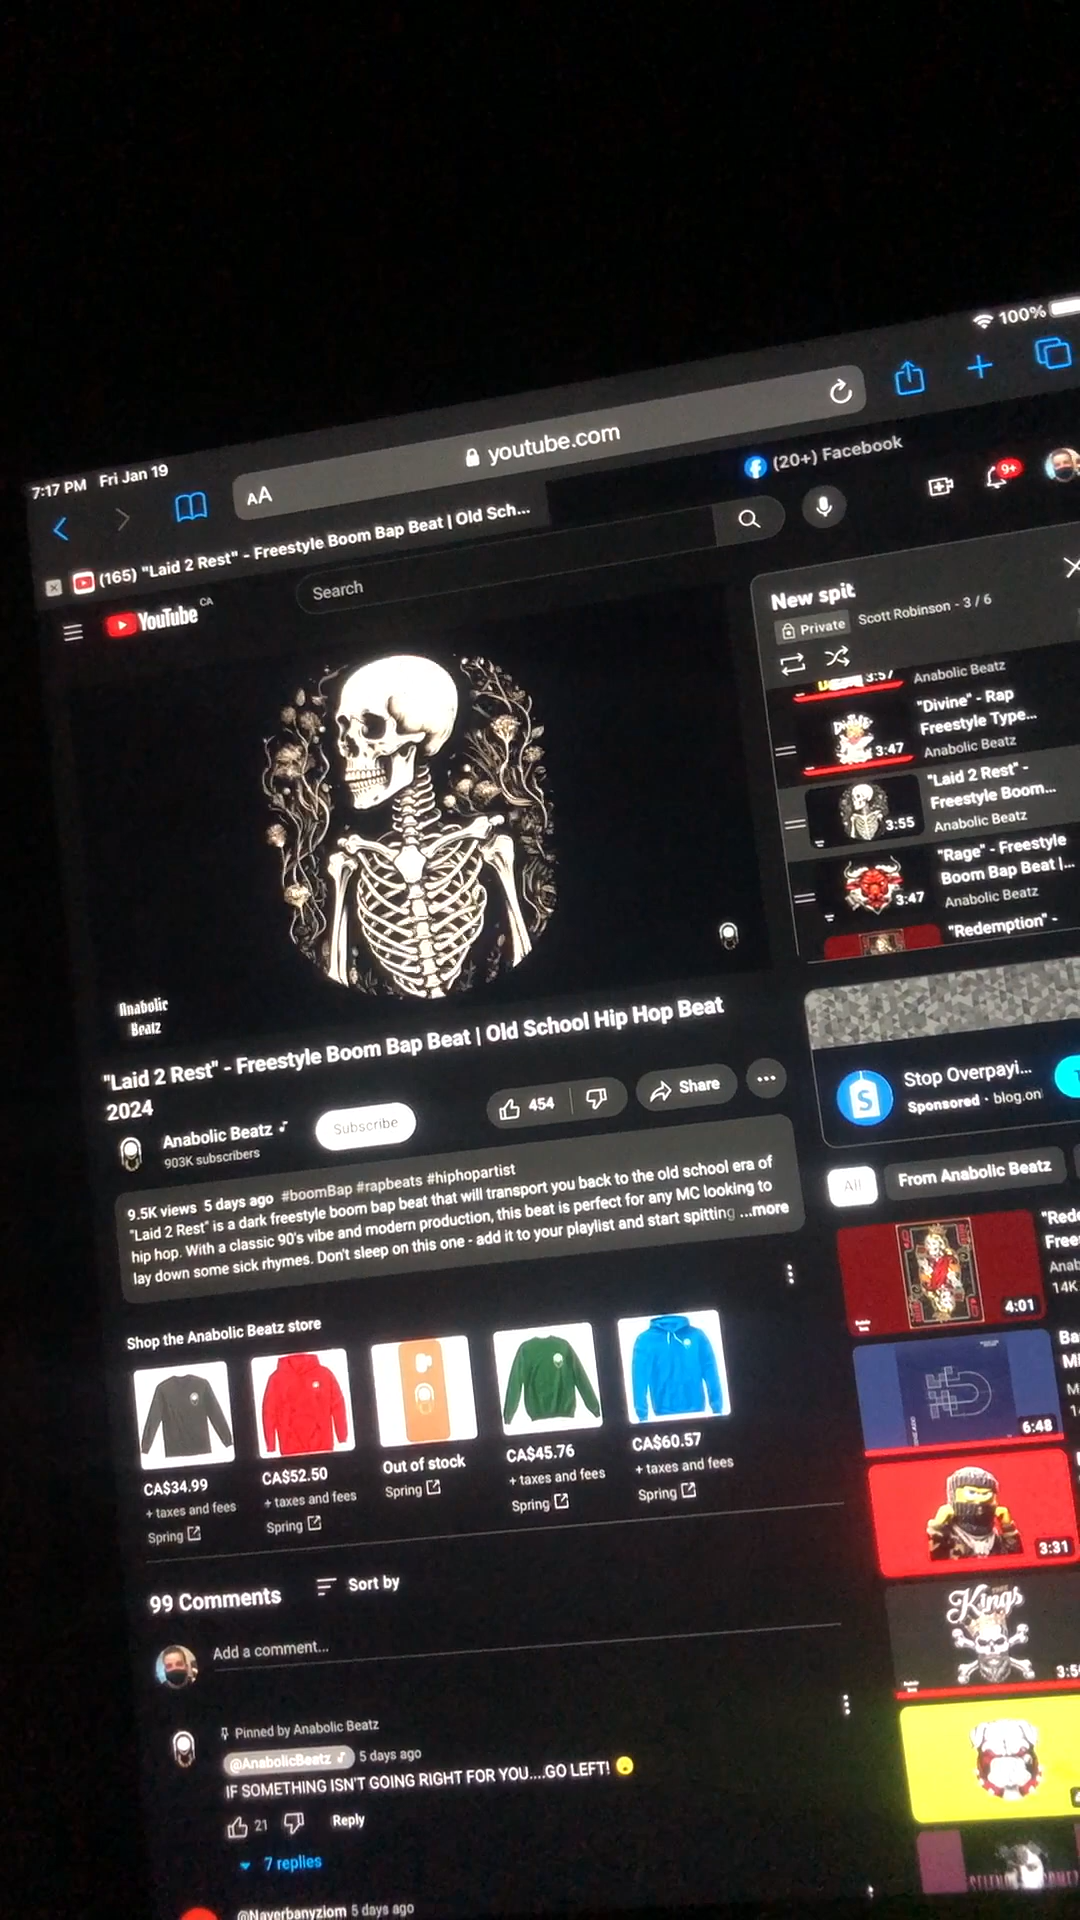 7:17 PM Fri Jan 19
100%
AA
youtube.com
(165) "Laid 2 Rest" - Freestyle Boom Bap Beat | Old Sch...
(20+) Facebook
YouTube CA
Search
9+
New spit
Private Scott Robinson - 3 / 6
3:57
Anabolic Beatz
"Divine" - Rap
Freestyle Type...
3:47
Anabolic Beatz
"Laid 2 Rest" -
Freestyle Boom...
3:55
Anabolic Beatz
"Rage" - Freestyle
Boom Bap Beat |...
3:47
Anabolic Beatz
"Redemption" -
Anabolic
Beatz
"Laid 2 Rest" - Freestyle Boom Bap Beat | Old School Hip Hop Beat
2024
Anabolic Beatz
903K subscribers
Subscribe
454
Share
Stop Overpayi...
Sponsored · blog.on
9.5K views 5 days ago #boomBap #rapbeats #hiphopartist
"Laid 2 Rest" is a dark freestyle boom bap beat that will transport you back to the old school era of
hip hop. With a classic 90's vibe and modern production, this beat is perfect for any MC looking to
lay down some sick rhymes. Don't sleep on this one - add it to your playlist and start spitting ...more
All
From Anabolic Beatz
4:01
14K
6:48
3:31
Kings
Shop the Anabolic Beatz store
CA$34.99
+ taxes and fees
Spring
CA$52.50
+ taxes and fees
Spring
Out of stock
Spring
CA$45.76
+ taxes and fees
Spring
CA$60.57
+ taxes and fees
Spring
99 Comments
Sort by
Add a comment...
Pinned by Anabolic Beatz
@AnabolicBeatz 5 days ago
IF SOMETHING ISN'T GOING RIGHT FOR YOU....GO LEFT!
21
Reply
7 replies
@Naverbanyziom 5 days ago